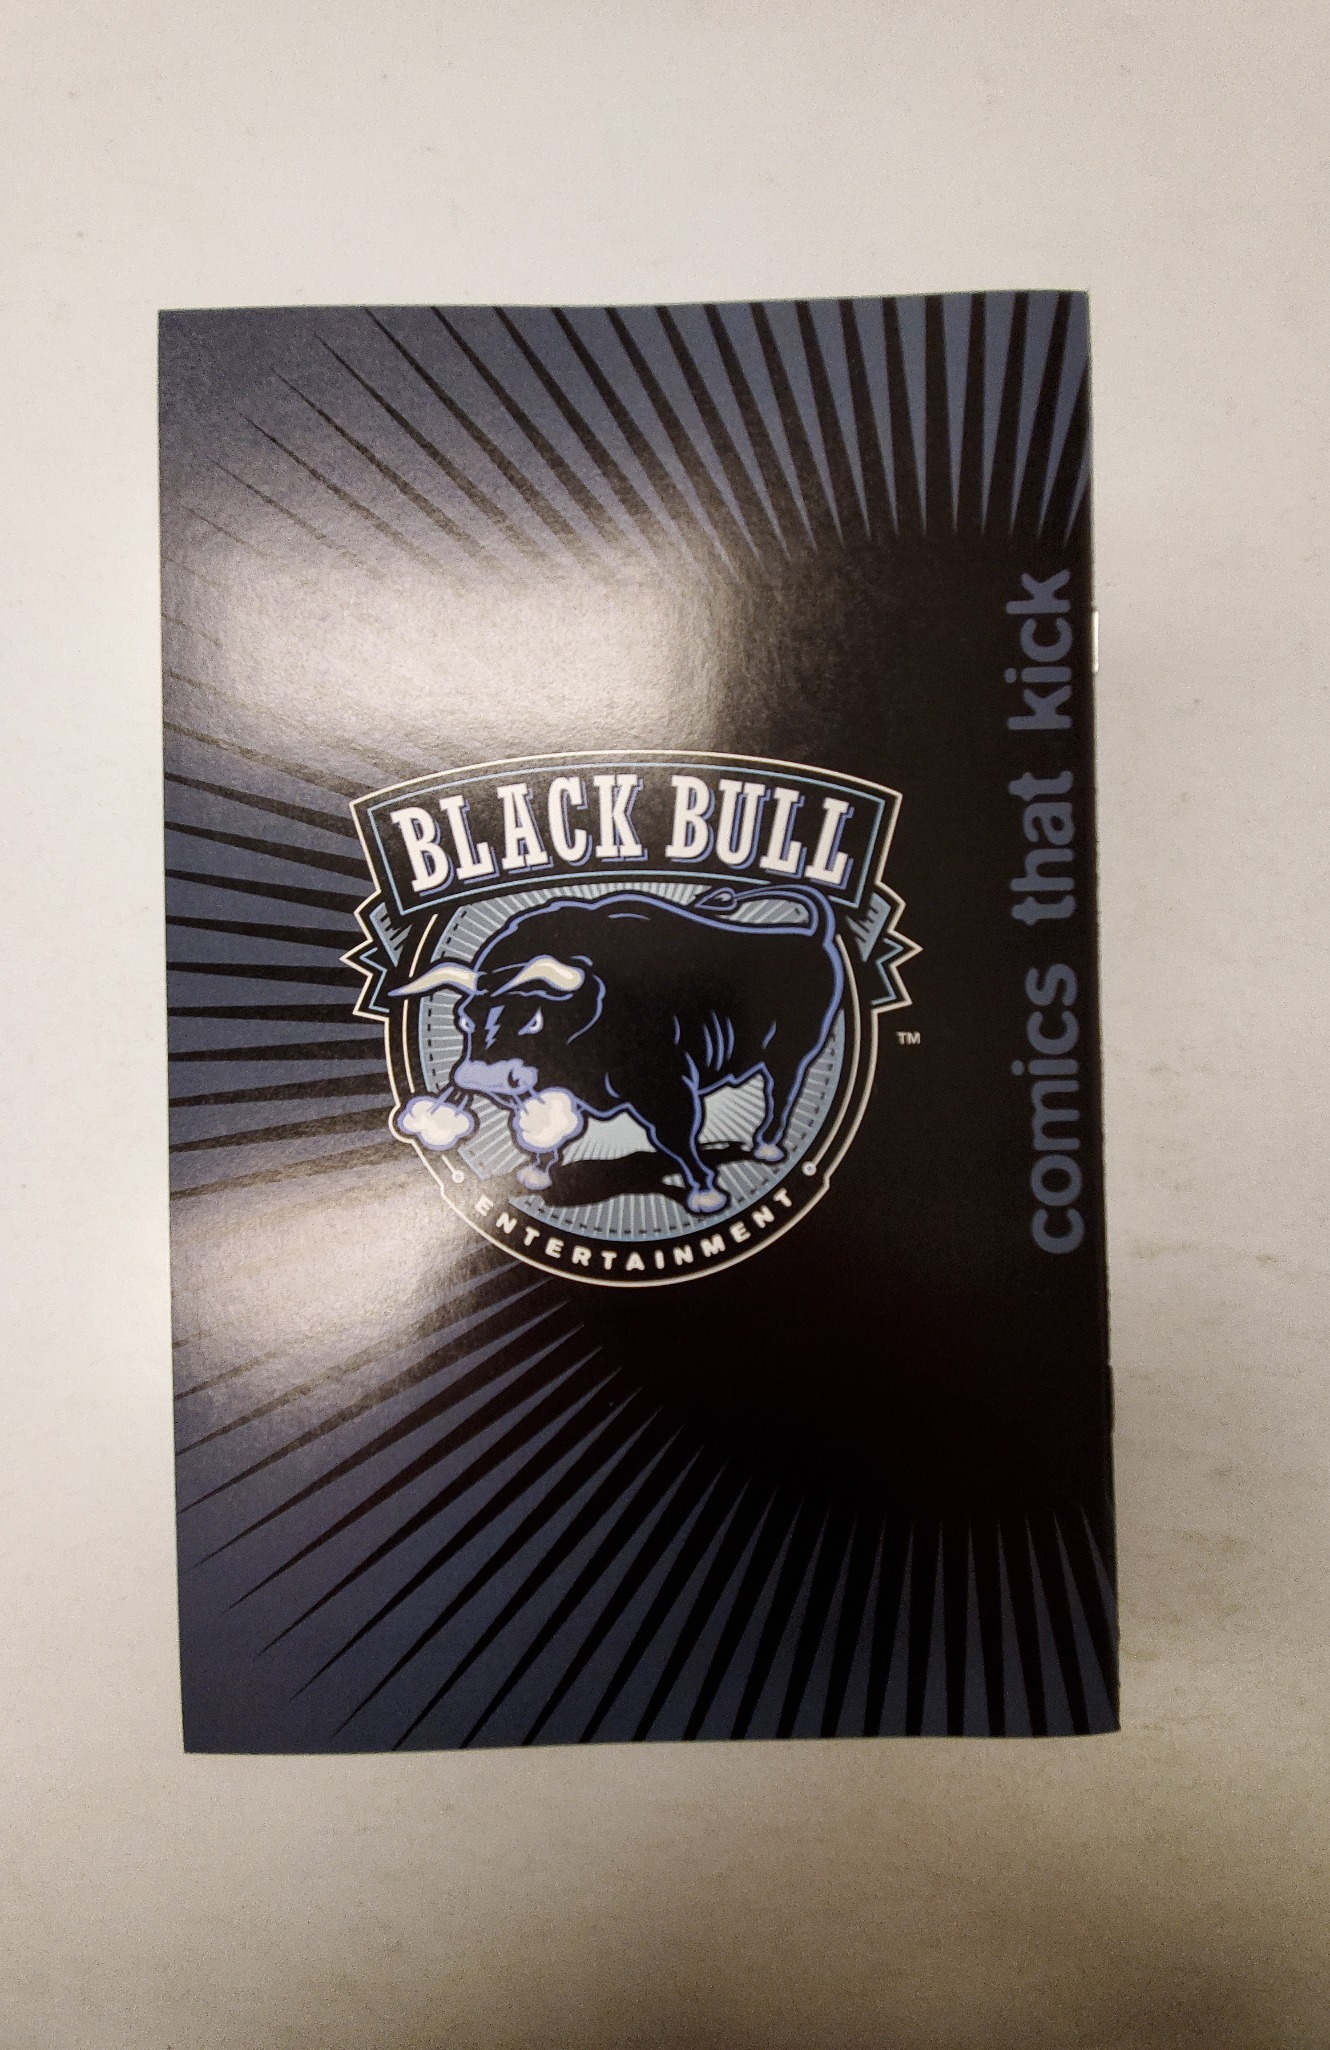 BLACK BULL
ENTERTAINMENT
TM
comics that kick